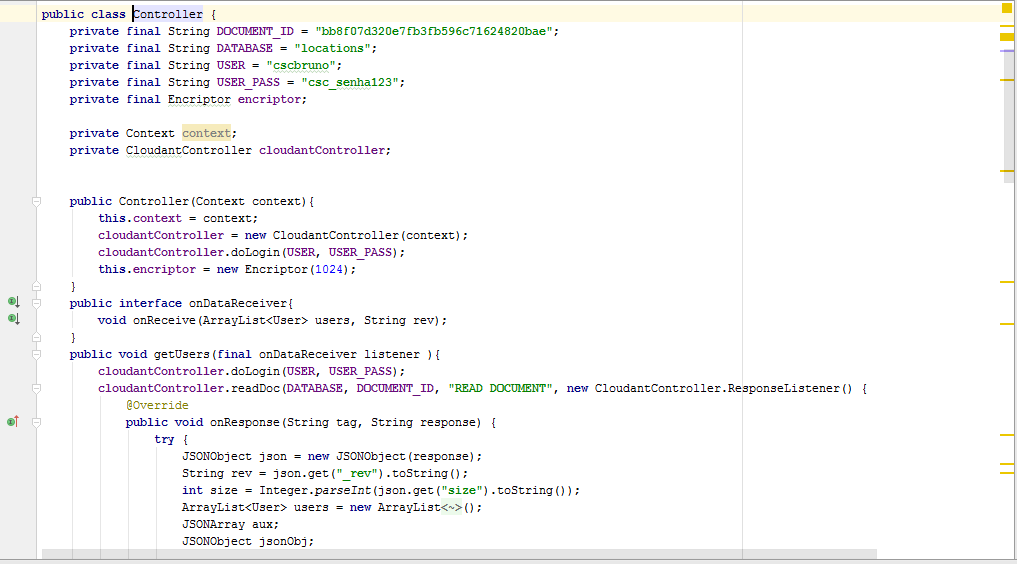 public class Controller {
private final String DOCUMENT_ID = "bb8f07d320e7fb3fb596c71624820bae";
private final String DATABASE = "locations";
private final String USER = "cscbruno";
private final String USER_PASS = "csc_senha123";
private final Encriptor encriptor;
private Context context;
private CloudantController cloudantController;
public Controller(Context context){
this.context = context;
cloudantController = new CloudantController(context);
cloudantController.doLogin(USER, USER_PASS);
this.encriptor = new Encriptor(1024);
}
public interface onDataReceiver{
void onReceive(ArrayList<User> users, String rev);
}
public void getUsers(final onDataReceiver listener ){
cloudantController.doLogin(USER, USER_PASS);
cloudantController.readDoc(DATABASE, DOCUMENT_ID, "READ DOCUMENT", new CloudantController.ResponseListener() {
@Override
public void onResponse(String tag, String response) {
try {
JSONObject json = new JSONObject(response);
String rev = json.get("_rev").toString();
int size = Integer.parseInt(json.get("size").toString());
ArrayList<User> users = new ArrayList<~>();
JSONArray aux;
JSONObject jsonObj;